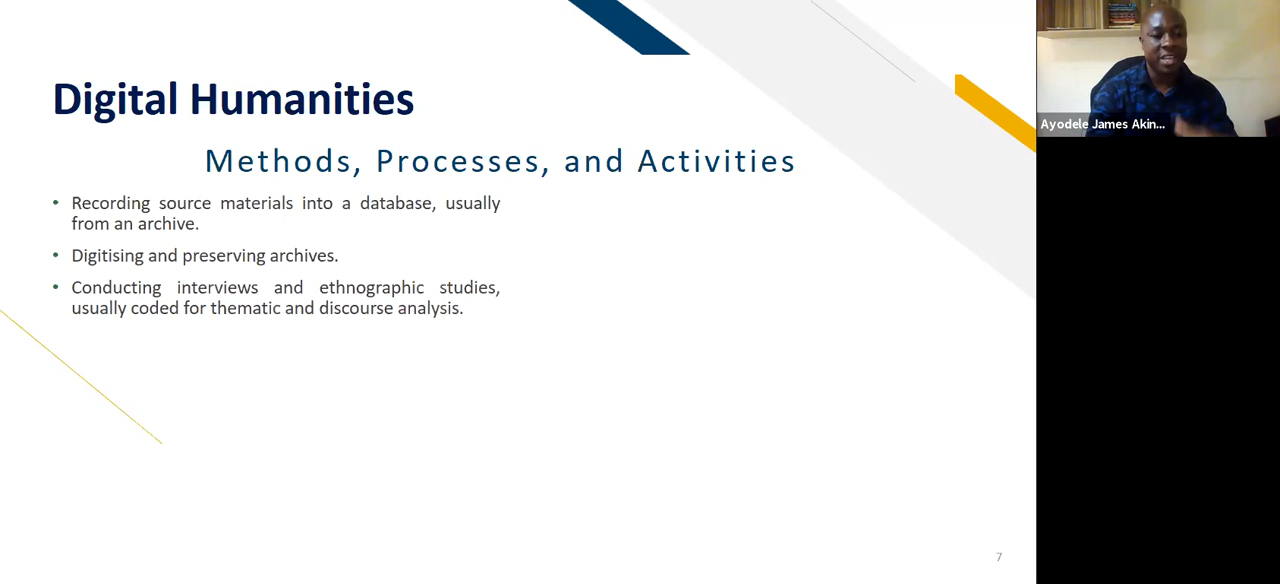 Digital Humanities
Methods, Processes, and Activities
• Recording source materials into a database, usually
from an archive.
• Digitising and preserving archives.
• Conducting interviews and ethnographic studies,
usually coded for thematic and discourse analysis.
7
Ayodele James Akin...